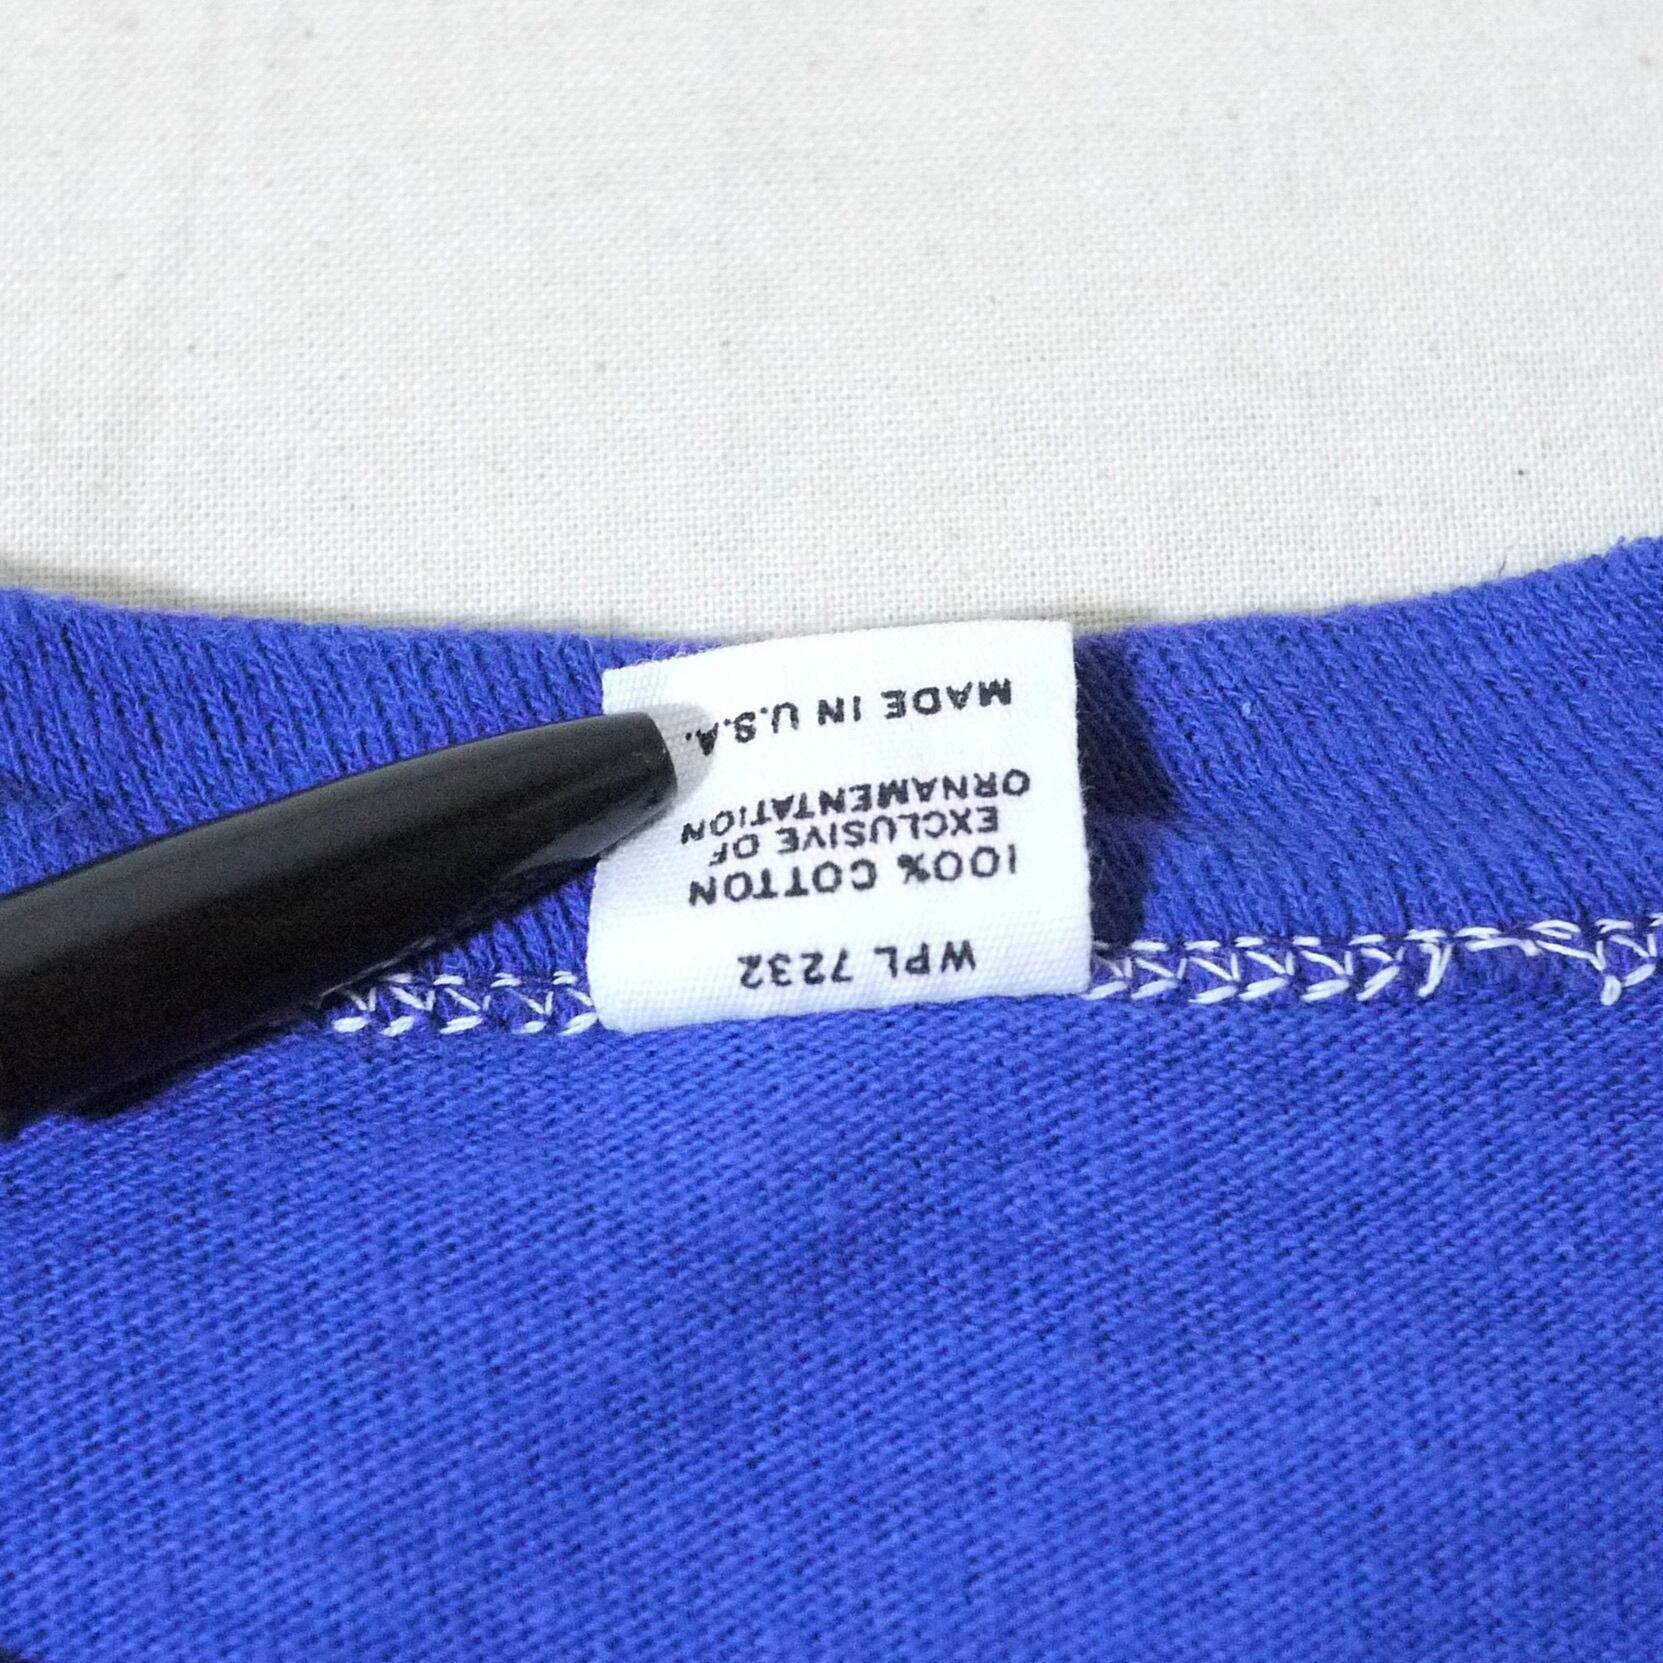 WPL 7232
100% COTTON
EXCLUSIVE OF
ORNAMENTATION
MADE IN U.S.A.